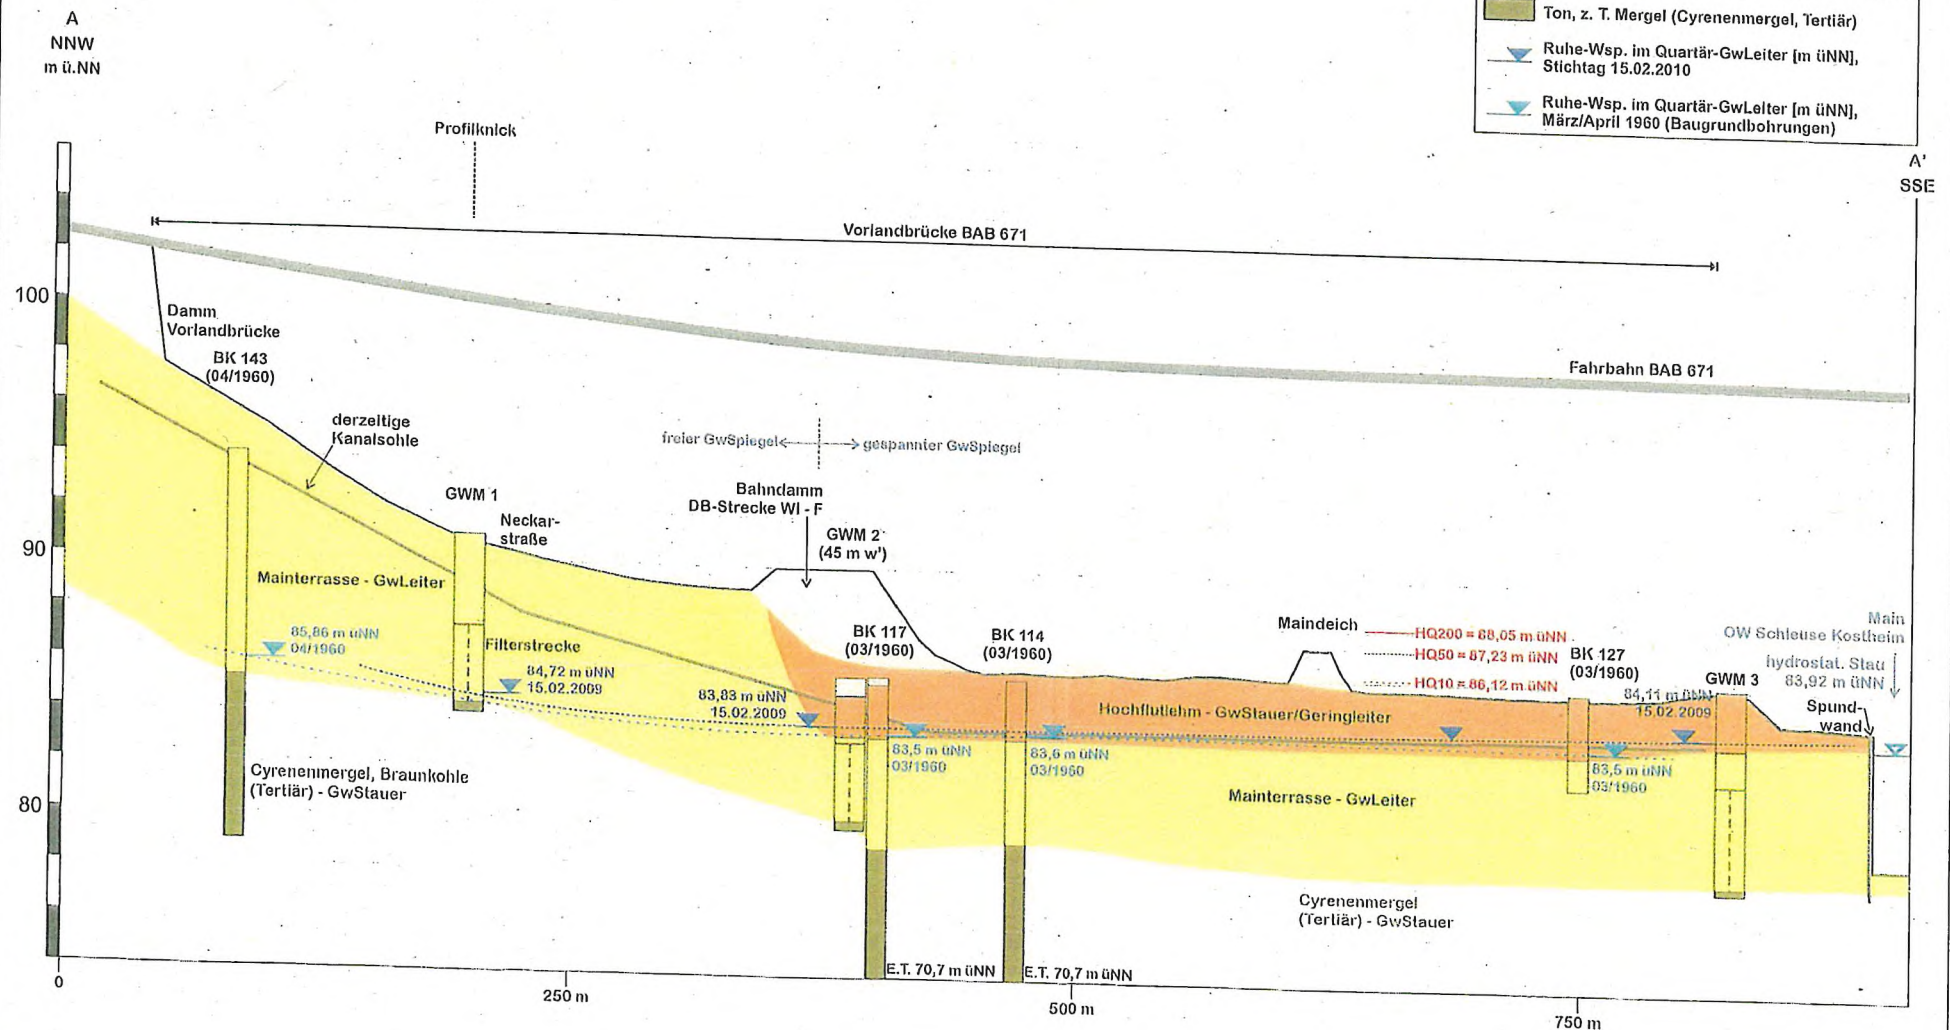 A
NNW
m ü.NN
Ton, z. T. Mergel (Cyrenenmergel, Tertiär)
Ruhe-Wsp. im Quartär-GwLeiter [m üNN],
Stichtag 15.02.2010
Ruhe-Wsp. im Quartär-GwLeiter [m üNN],
März/April 1960 (Baugrundbohrungen)
A'
SSE
Profilknick
Vorlandbrücke BAB 671
100
Damm
Vorlandbrücke
BK 143
(04/1960)
Fahrbahn BAB 671
derzeitige
Kanalsohle
freier GwSpiegel
gespannter GwSpiegel
GWM 1
Neckar-
straße
Bahndamm
DB-Strecke WI - F
GWM 2
(45 m w')
90
Mainterrasse - GwLeiter
85,86 m üNN
04/1960
Filterstrecke
84,72 m üNN
15.02.2009
83,83 m üNN
15.02.2009
BK 117
(03/1960)
BK 114
(03/1960)
Maindeich
HQ200 = 88,05 m üNN
HQ50 = 87,23 m üNN
HQ10 = 86,12 m üNN
BK 127
(03/1960)
84,11 m üNN
15.02.2009
GWM 3
Main
OW Schleuse Kostheim
hydrostat. Stau
83,92 m üNN
Spund-
wand
Hochflutlehm - GwStauer/Geringleiter
83,5 m üNN
03/1960
83,6 m üNN
03/1960
83,5 m üNN
03/1960
Cyrenenmergel, Braunkohle
(Tertiär) - GwStauer
80
Mainterrasse - GwLeiter
Cyrenenmergel
(Tertiär) - GwStauer
E.T. 70,7 m üNN
E.T. 70,7 m üNN
0
250 m
500 m
750 m